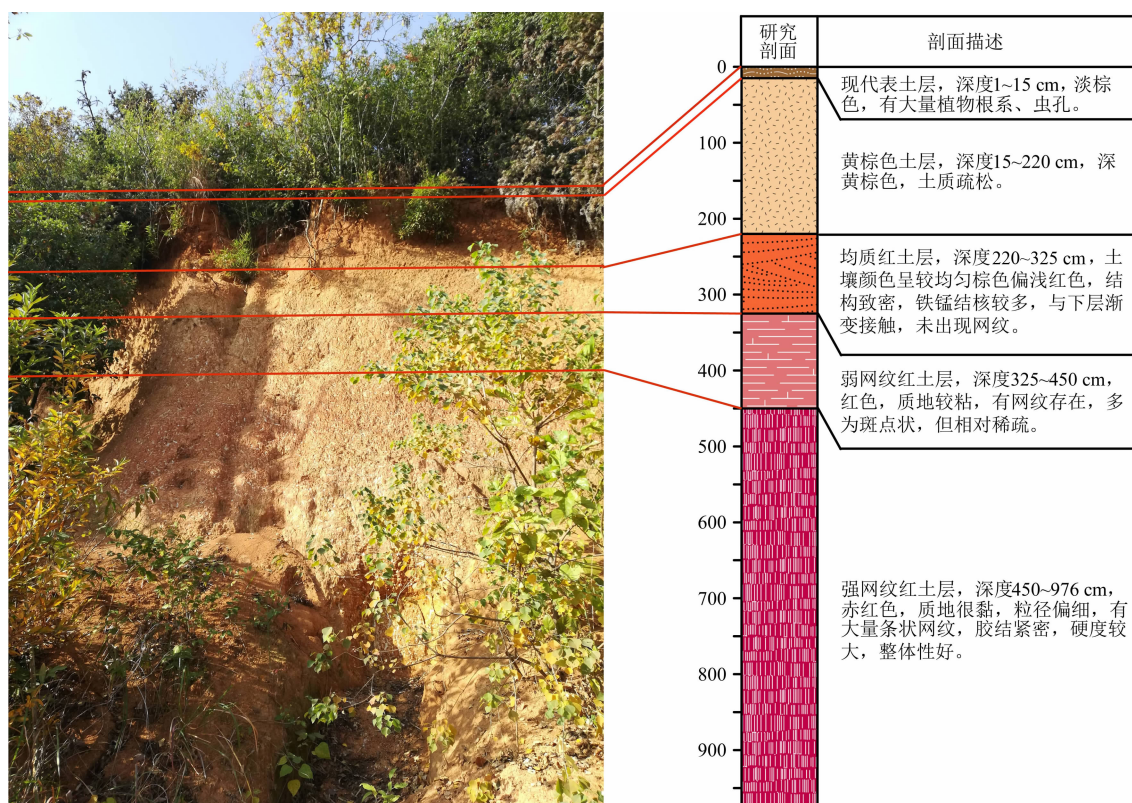 研究
剖面
剖面描述
0
100
200
300
400
500
600
700
800
900
现代表土层，深度1~15 cm，淡棕
色，有大量植物根系、虫孔。
黄棕色土层，深度15~220 cm，深
黄棕色，土质疏松。
均质红土层，深度220~325 cm，土
壤颜色呈较均匀棕色偏浅红色，结
构致密，铁锰结核较多，与下层渐
变接触，未出现网纹。
弱网纹红土层，深度325~450 cm，
红色，质地较粘，有网纹存在，多
为斑点状，但相对稀疏。
强网纹红土层，深度450~976 cm，
赤红色，质地很黏，粒径偏细，有
大量条状网纹，胶结紧密，硬度较
大，整体性好。